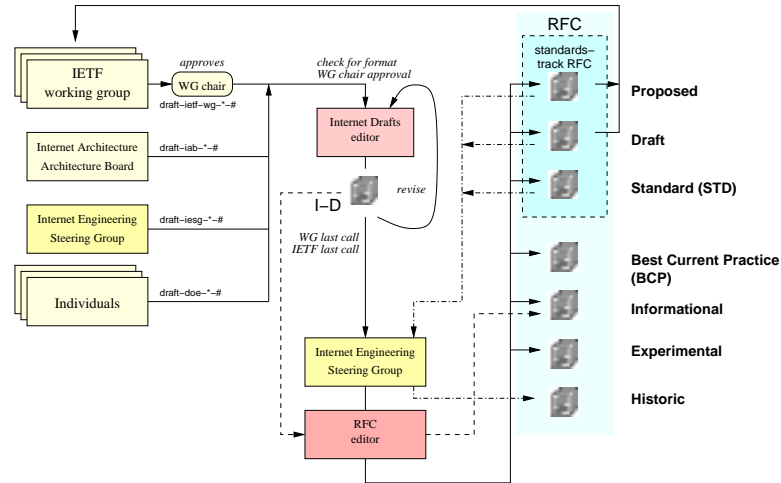 RFC
standards–
track RFC
approves
check for format
WG chair approval
IETF
working group
WG chair
draft–ietf–wg–*–#
Proposed
Internet Drafts
editor
Internet Architecture
Architecture Board
draft–iab–*–#
Draft
I–D
revise
Standard (STD)
Internet Engineering
Steering Group
draft–iesg–*–#
WG last call
IETF last call
Best Current Practice
(BCP)
Individuals
draft–doe–*–#
Informational
Internet Engineering
Steering Group
Experimental
Historic
RFC
editor